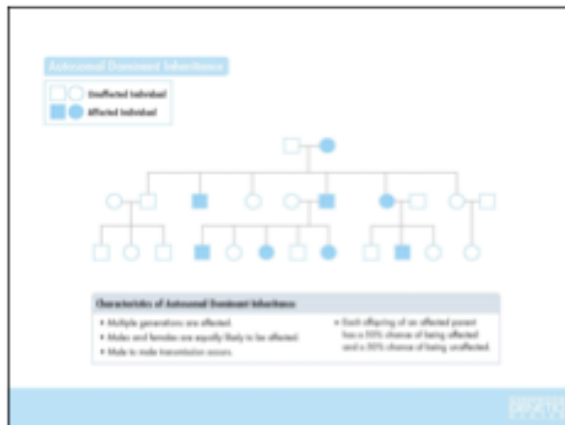 Autosomal Dominant Inheritance
Unaffected Individual
Affected Individual
Characteristics of Autosomal Dominant Inheritance
• Multiple generations are affected.
• Males and females are equally likely to be affected.
• Male to male transmission occurs.
• Each offspring of an affected parent
has a 50% chance of being affected
and a 50% chance of being unaffected.